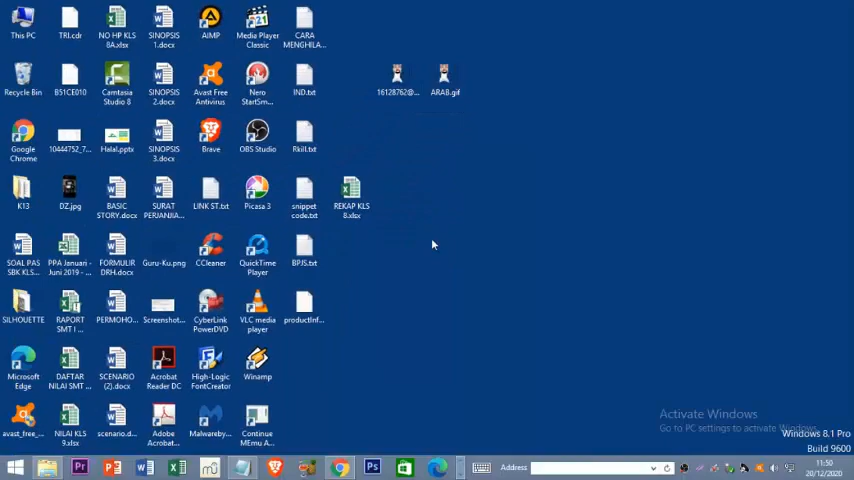 This PC
TRI.cdr
NO HP KLS
8A.xlsx
SINOPSIS
1.docx
AIMP
Media Player
Classic
CARA
MENGHILA...
Recycle Bin
B51CE010
Camtasia
Studio 8
SINOPSIS
2.docx
Avast Free
Antivirus
Nero
StartSm...
IND.txt
16128762@...
ARAB.gif
Google
Chrome
10444752_7...
Halal.pptx
SINOPSIS
3.docx
Brave
OBS Studio
Rkill.txt
K13
DZ.jpg
BASIC
STORY.docx
SURAT
PERJANJIA...
LINK ST.txt
Picasa 3
snippet
code.txt
REKAP KLS
8.xlsx
SOAL PAS
SBK KLS...
PPA Januari -
Juni 2019 - ...
FORMULIR
DRH.docx
Guru-Ku.png
CCleaner
QuickTime
Player
BPJS.txt
SILHOUETTE
RAPORT
SMT I ...
PERMOHO...
Screenshot...
CyberLink
PowerDVD
VLC media
player
productInf...
Microsoft
Edge
DAFTAR
NILAI SMT ...
SCENARIO
(2).docx
Acrobat
Reader DC
High-Logic
FontCreator
Winamp
avast_free_...
NILAI KLS
9.xlsx
scenario.d...
Adobe
Acrobat...
Malwareby...
Continue
MEmu A...
Activate Windows
Go to PC settings to activate Windows.
Windows 8.1 Pro
Build 9600
Address
11:50
20/12/2020